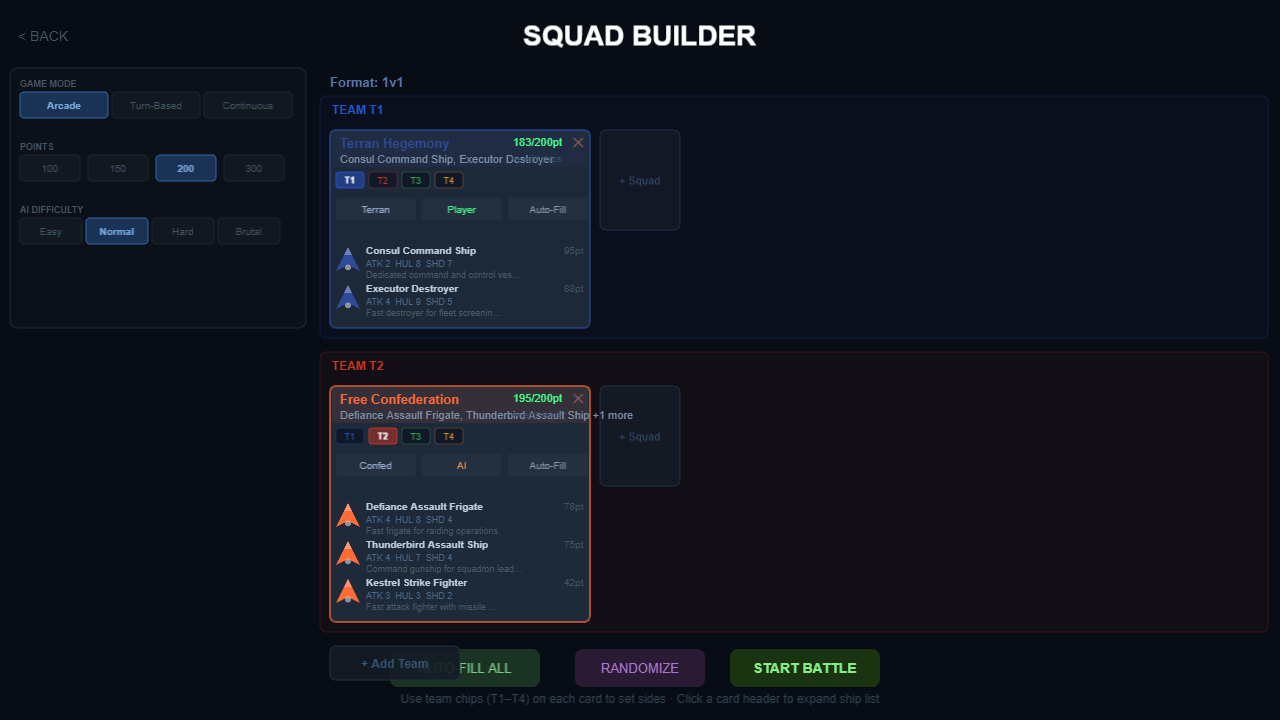 < BACK
SQUAD BUILDER
GAME MODE
Arcade
Turn-Based
Continuous
POINTS
100
150
200
300
AI DIFFICULTY
Easy
Normal
Hard
Brutal
Format: 1v1
TEAM T1
Terran Hegemony
183/200pt
Consul Command Ship, Executor Destroyer
T1
T2
T3
T4
Terran
Player
Auto-Fill
Consul Command Ship
95pt
ATK 2 HUL 8 SHD 7
Dedicated command and control ves...
Executor Destroyer
88pt
ATK 4 HUL 9 SHD 5
Fast destroyer for fleet screenin...
+ Squad
TEAM T2
Free Confederation
195/200pt
Defiance Assault Frigate, Thunderbird Assault Ship +1 more
T1
T2
T3
T4
Confed
AI
Auto-Fill
Defiance Assault Frigate
78pt
ATK 4 HUL 8 SHD 4
Fast frigate for raiding operations.
Thunderbird Assault Ship
75pt
ATK 4 HUL 7 SHD 4
Command gunship for squadron lead...
Kestrel Strike Fighter
42pt
ATK 3 HUL 3 SHD 2
Fast attack fighter with missile ...
+ Squad
+ Add Team
FILL ALL
RANDOMIZE
START BATTLE
Use team chips (T1–T4) on each card to set sides · Click a card header to expand ship list